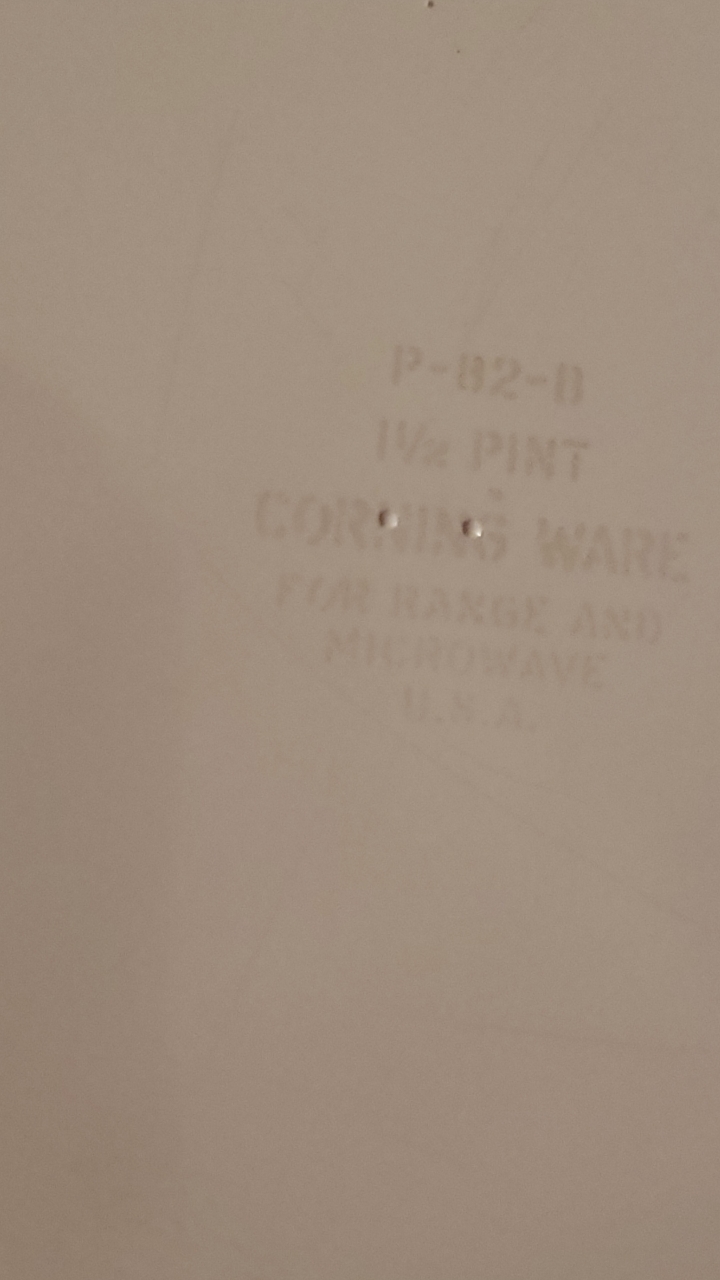 P-82-B
1½ PINT
CORNING WARE
FOR RANGE AND
MICROWAVE
U.S.A.